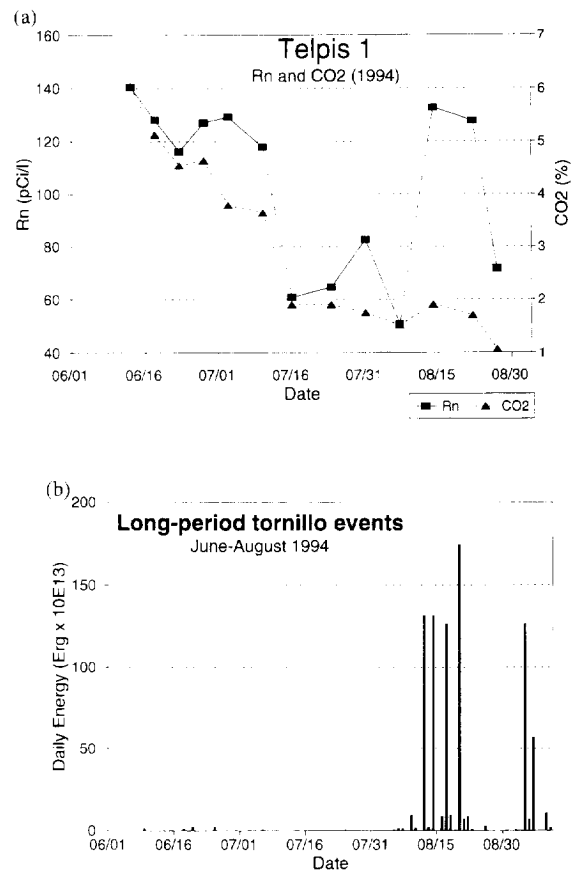 (a)
160
140
120
100
80
60
40
Rn (pCi/l)
Telpis 1
Rn and CO2 (1994)
7
6
5
4
3
2
1
CO2 (%)
06/01 06/16 07/01 07/16 07/31 08/15 08/30
Date
Rn CO2
(b)
200
150
100
50
0
Daily Energy (Erg x 10E13)
Long-period tornillo events
June-August 1994
06/01 06/16 07/01 07/16 07/31 08/15 08/30
Date